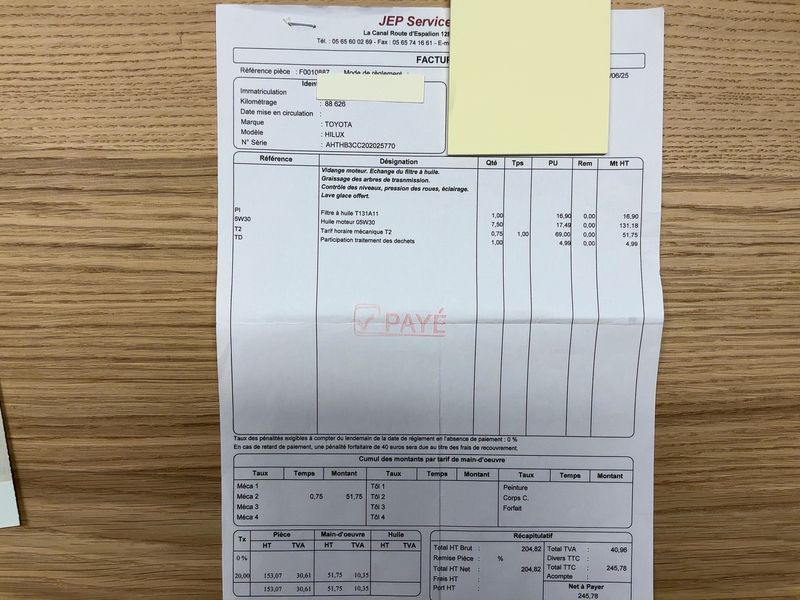 JEP Service
La Canal Route d'Espalion 128
Tél. : 05 65 60 02 69 - Fax : 05 65 74 16 61 - E-m
FACTUR
Référence pièce : F0010887 Mode de règlement :
/06/25
Ident
Immatriculation
Kilométrage : 88 626
Date mise en circulation :
Marque : TOYOTA
Modèle : HILUX
N° Série : AHTHB3CC202025770
Référence Désignation Qté Tps PU Rem Mt HT
Vidange moteur. Echange du filtre à huile.
Graissage des arbres de trasnmission.
Contrôle des niveaux, pression des roues, éclairage.
Lave glace offert.
PI Filtre à huile T131A11 1,00 16,90 0,00 16,90
5W30 Huile moteur 05W30 7,50 17,49 0,00 131,18
T2 Tarif horaire mécanique T2 0,75 1,00 69,00 0,00 51,75
TD Participation traitement des dechets 1,00 4,99 0,00 4,99
PAYÉ
Taux des pénalités exigibles à compter du lendemain de la date de réglement en l'absence de paiement : 0 %
En cas de retard de paiement, une pénalité forfaitaire de 40 euros sera due au titre des frais de recouvrement.
Cumul des montants par tarif de main-d'oeuvre
Taux Temps Montant Taux Temps Montant Taux Temps Montant
Méca 1 Tôl 1 Peinture
Méca 2 0,75 51,75 Tôl 2 Corps C.
Méca 3 Tôl 3 Forfait
Méca 4 Tôl 4
Tx Pièce Main-d'oeuvre Huile
HT TVA HT TVA HT TVA
0 %
20,00 153,07 30,61 51,75 10,35
153,07 30,61 51,75 10,35
Récapitulatif
Total HT Brut : 204,82 Total TVA : 40,96
Remise Pièce : % Divers TTC :
Total HT Net : 204,82 Total TTC : 245,78
Frais HT : Acompte
Port HT : Net à Payer
245,78